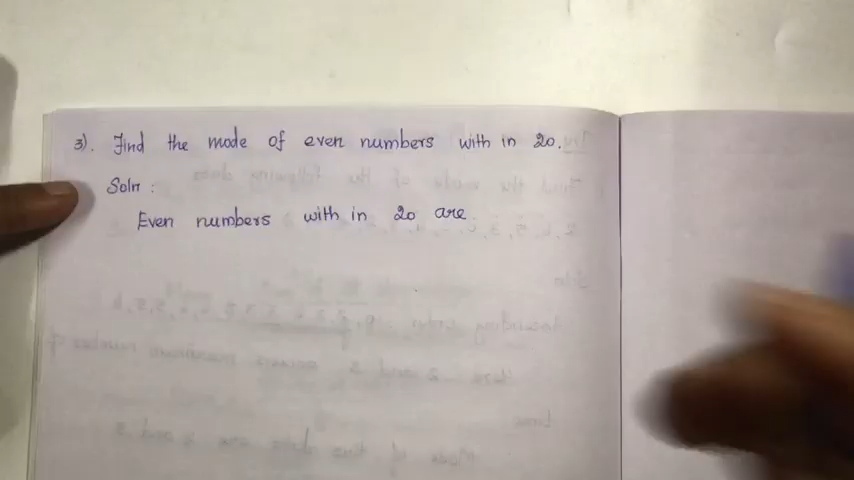 3). Find the mode of even numbers with in 20.
Soln :
Even numbers with in 20 are